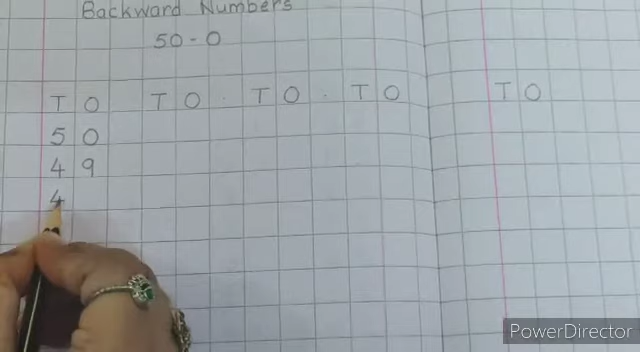 Backward Numbers
50 - 0
T O T O . T O . T O T O
5 0
4 9
4
PowerDirector